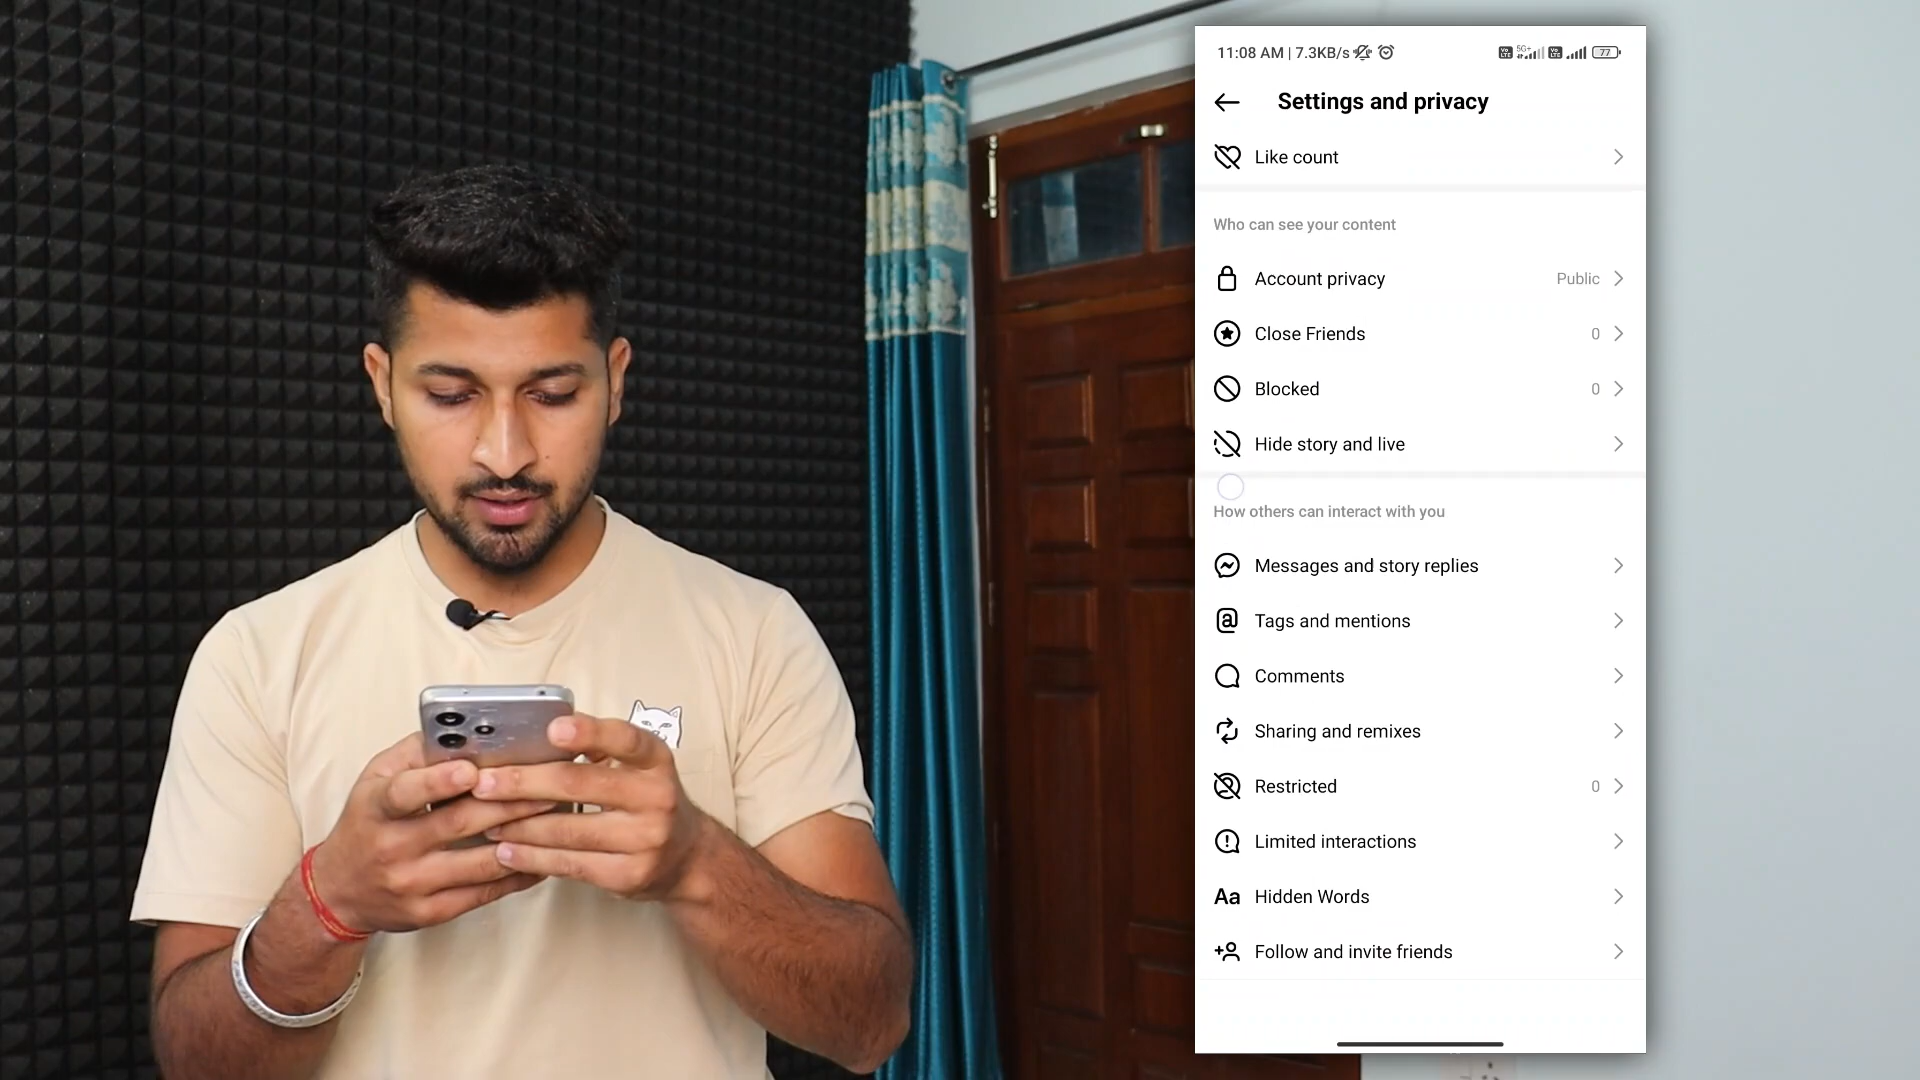 11:08 AM | 7.3KB/s 5G+ 77
Settings and privacy
Like count
Who can see your content
Account privacy Public
Close Friends 0
Blocked 0
Hide story and live
How others can interact with you
Messages and story replies
Tags and mentions
Comments
Sharing and remixes
Restricted 0
Limited interactions
Aa Hidden Words
Follow and invite friends